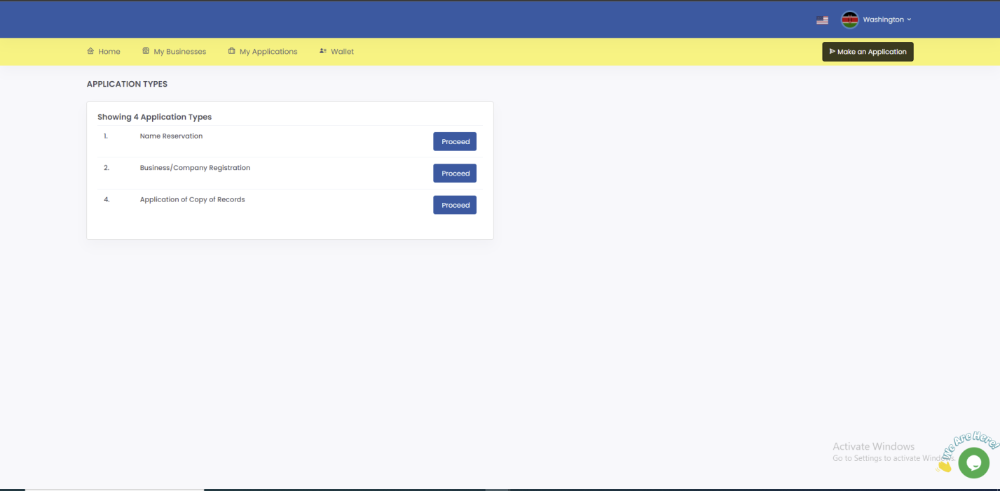 Washington
Home My Businesses My Applications Wallet Make an Application
APPLICATION TYPES
Showing 4 Application Types
1. Name Reservation Proceed
2. Business/Company Registration Proceed
4. Application of Copy of Records Proceed
We Are Here!
Activate Windows
Go to Settings to activate Windows.